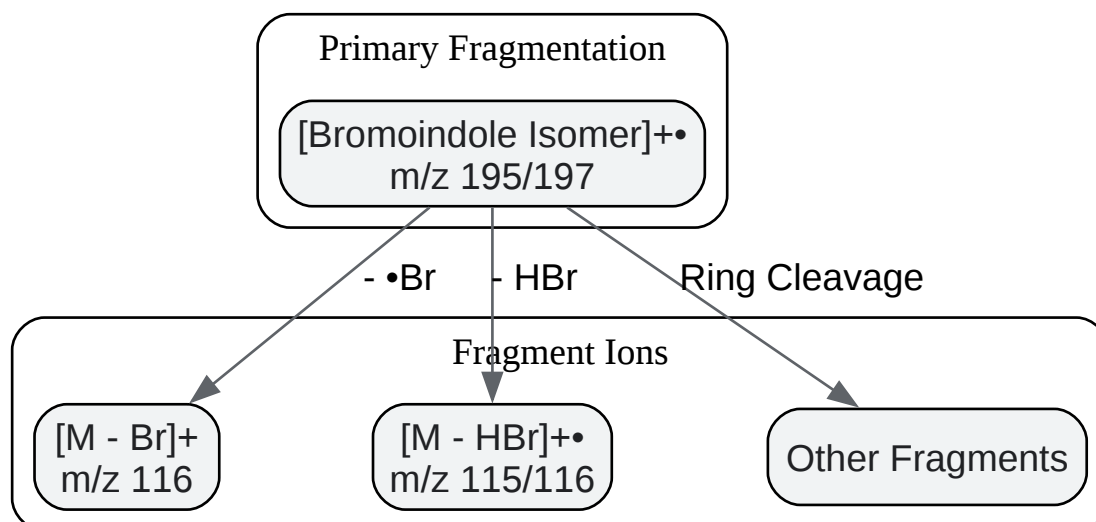 Primary Fragmentation
[Bromoindole Isomer]+•
m/z 195/197
- •Br
- HBr
Ring Cleavage
Fragment Ions
[M - Br]+
m/z 116
[M - HBr]+•
m/z 115/116
Other Fragments